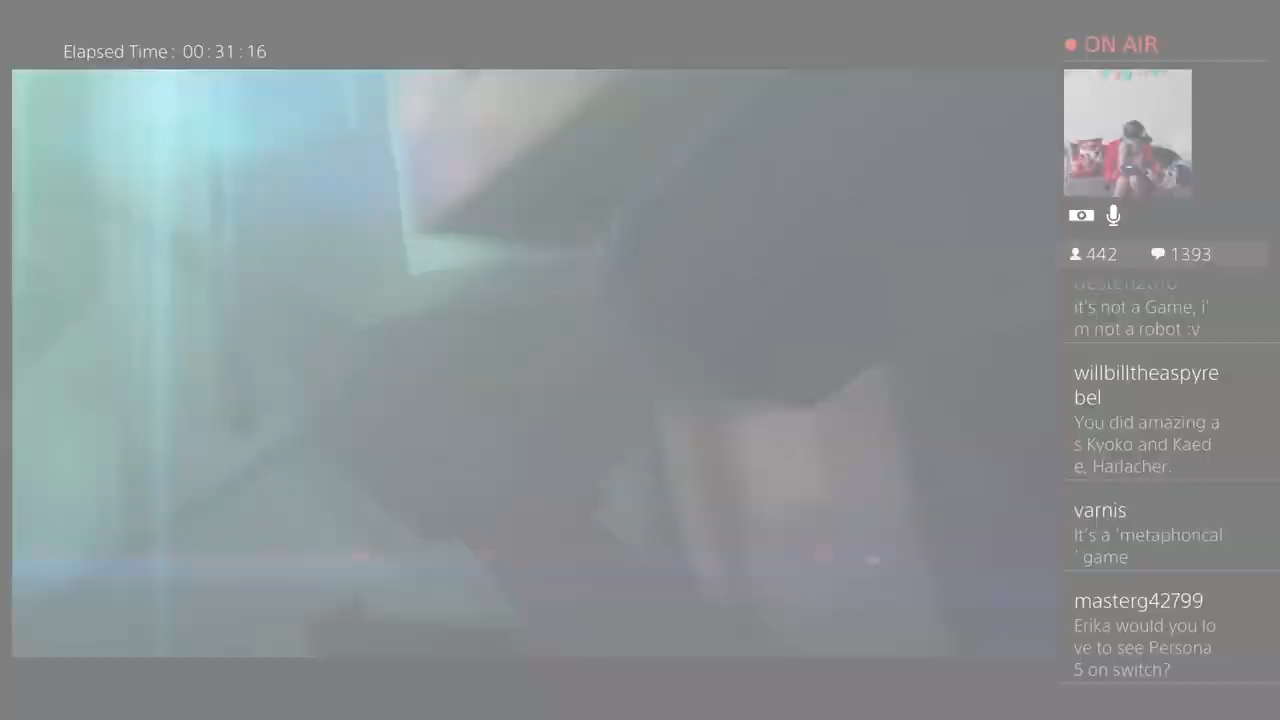 Elapsed Time: 00:31:16
ON AIR
442 1393
it's not a Game, i'
m not a robot :v
willbilltheaspyre
bel
You did amazing a
s Kyoko and Kaed
e, Harlacher.
varnis
It's a 'metaphorical
' game
masterg42799
Erika would you lo
ve to see Persona
5 on switch?